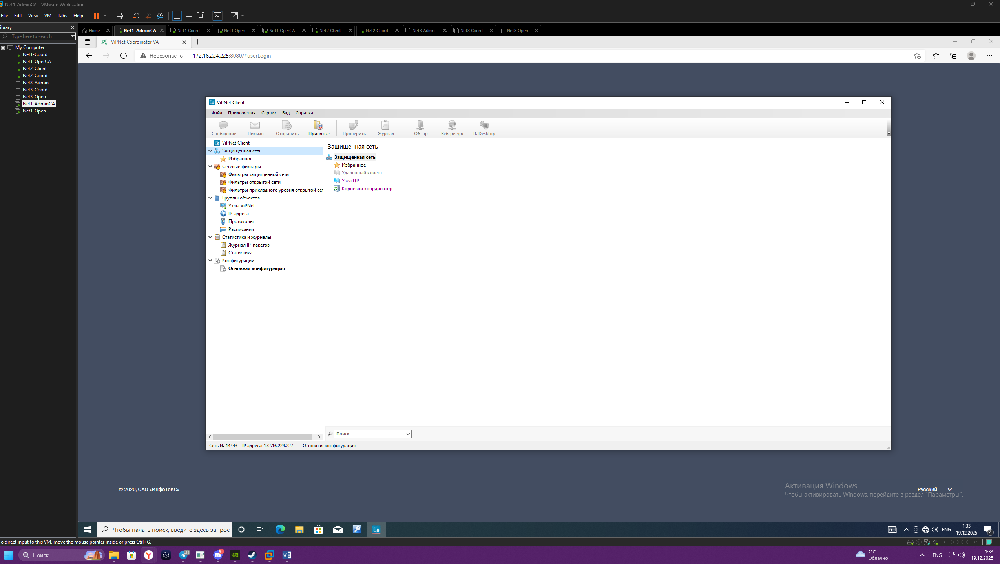 Net1-AdminCA - VMware Workstation
File Edit View VM Tabs Help
ibrary
Home Net1-AdminCA Net1-Coord Net1-Open Net1-OperCA Net2-Client Net2-Coord Net3-Admin Net3-Coord Net3-Open
Type here to search
ViPNet Coordinator VA
My Computer
Net1-Coord
Net1-OperCA
Net2-Client
Net2-Coord
Net3-Admin
Net3-Coord
Net3-Open
Net1-AdminCA
Net1-Open
Небезопасно 172.16.224.225:8080/#userLogin
ViPNet Client
Файл Приложения Сервис Вид Справка
Сообщение Письмо Отправить Принятые Проверить Журнал Обзор Веб-ресурс R. Desktop
ViPNet Client
Защищенная сеть
Избранное
Сетевые фильтры
Фильтры защищенной сети
Фильтры открытой сети
Фильтры прикладного уровня открытой сет
Группы объектов
Узлы ViPNet
IP-адреса
Протоколы
Расписания
Статистика и журналы
Журнал IP-пакетов
Статистика
Конфигурации
Основная конфигурация
Защищенная сеть
Защищенная сеть
Избранное
Удаленный клиент
Узел ЦР
Корневой координатор
Поиск
Сеть № 14443 IP-адреса: 172.16.224.227 Основная конфигурация
© 2020, ОАО «ИнфоТеКС»
Активация Windows
Русский
Чтобы активировать Windows, перейдите в раздел "Параметры".
Чтобы начать поиск, введите здесь запрос
ENG
1:33
19.12.2025
4
To direct input to this VM, move the mouse pointer inside or press Ctrl+G.
Поиск
68
9+
2°C
Облачно
ENG
1:33
19.12.2025